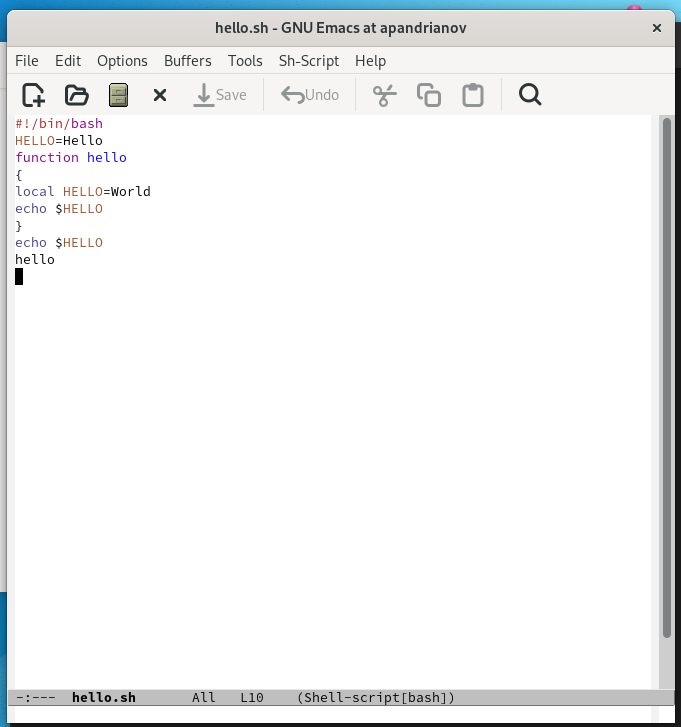 hello.sh - GNU Emacs at apandrianov
File Edit Options Buffers Tools Sh-Script Help
Save Undo
#!/bin/bash
HELLO=Hello
function hello
{
local HELLO=World
echo $HELLO
}
echo $HELLO
hello
-:--- hello.sh All L10 (Shell-script[bash])